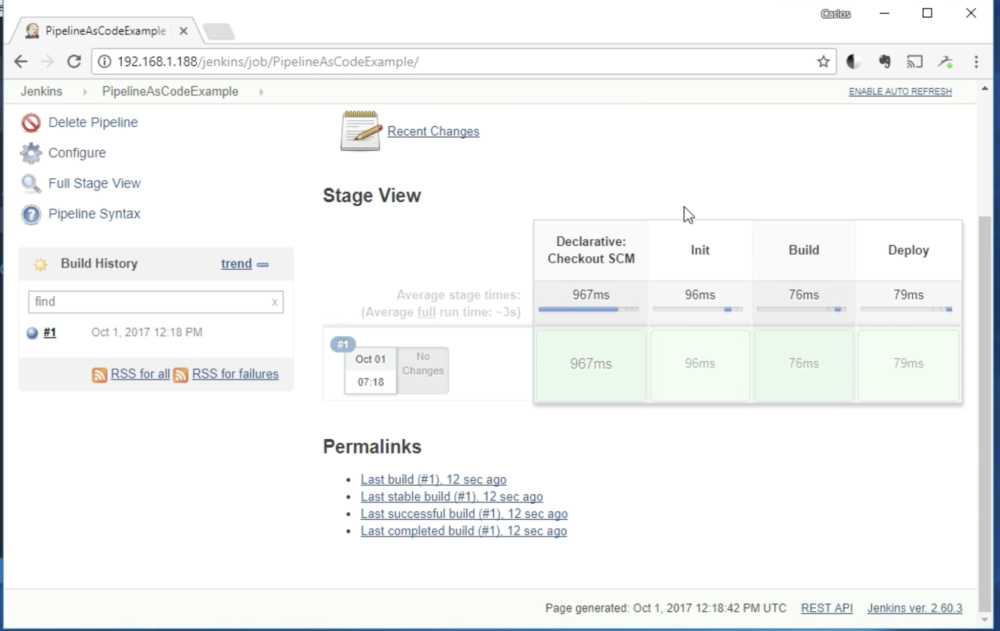 Carlos
PipelineAsCodeExample
192.168.1.188/jenkins/job/PipelineAsCodeExample/
Jenkins
PipelineAsCodeExample
ENABLE AUTO REFRESH
Delete Pipeline
Configure
Full Stage View
Pipeline Syntax
Build History
trend
find
x
#1
Oct 1, 2017 12:18 PM
RSS for all
RSS for failures
Recent Changes
Stage View
Declarative:
Checkout SCM
Init
Build
Deploy
Average stage times:
(Average full run time: ~3s)
967ms
96ms
76ms
79ms
#1
Oct 01
07:18
No
Changes
967ms
96ms
76ms
79ms
Permalinks
Last build (#1), 12 sec ago
Last stable build (#1), 12 sec ago
Last successful build (#1), 12 sec ago
Last completed build (#1), 12 sec ago
Page generated: Oct 1, 2017 12:18:42 PM UTC
REST API
Jenkins ver. 2.60.3